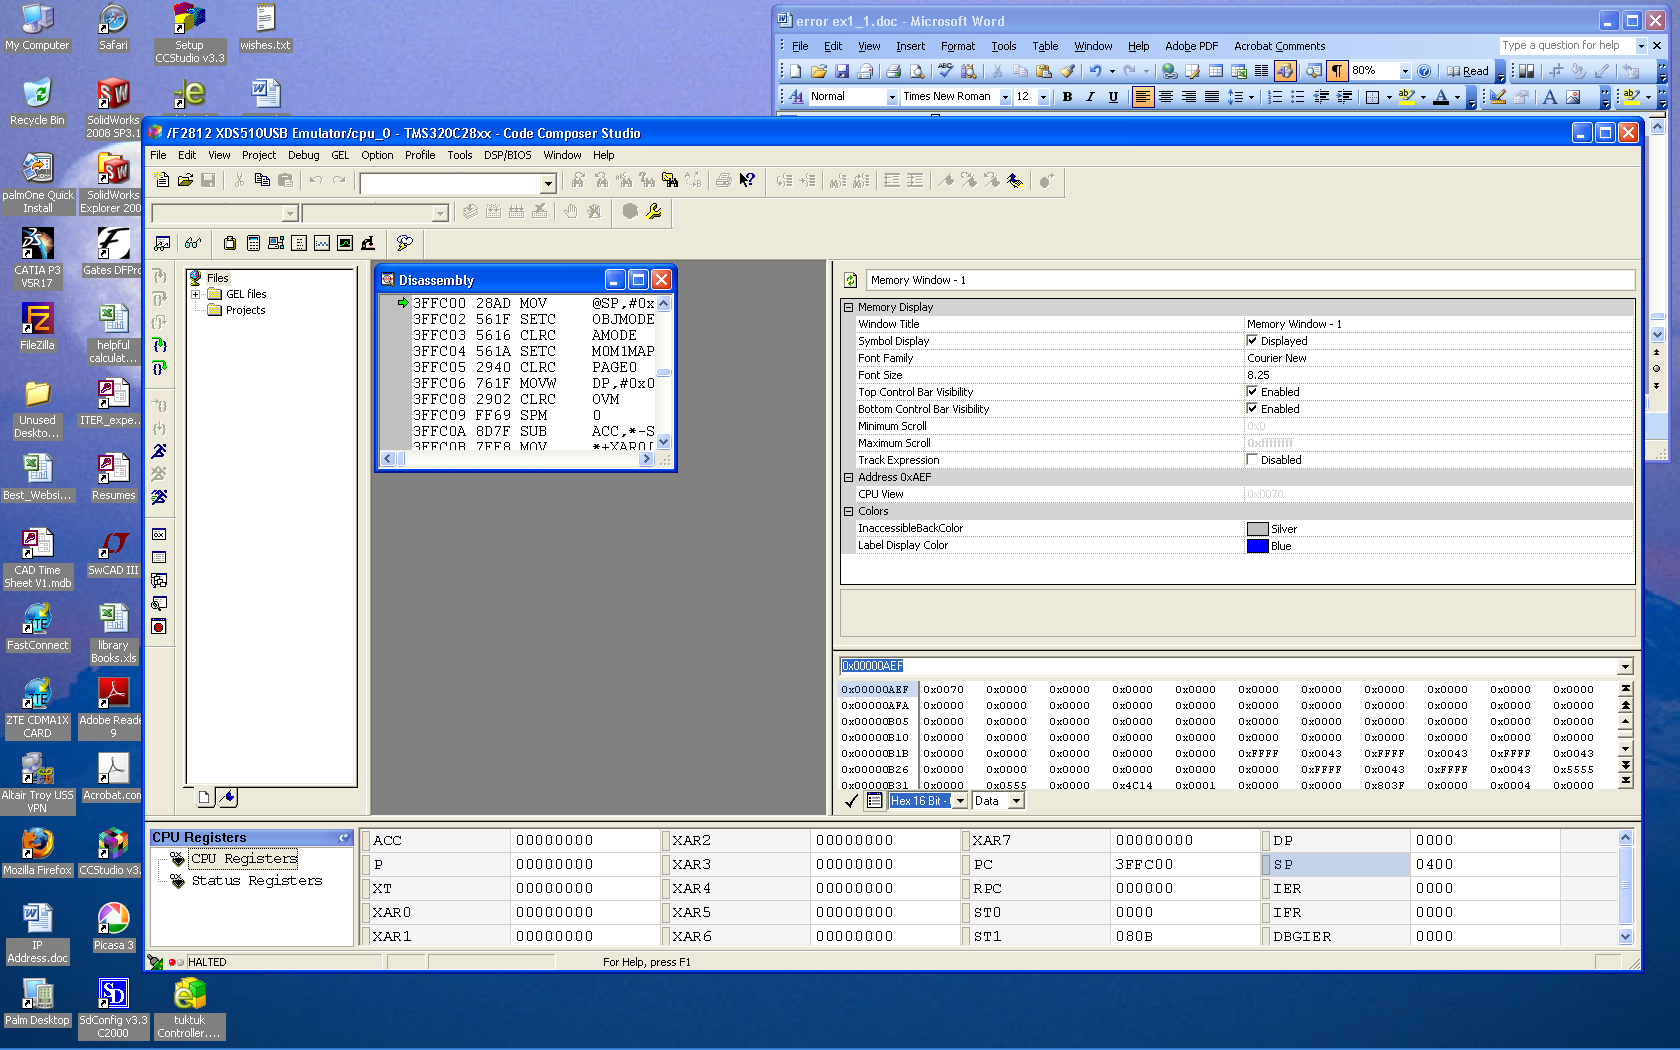 My Computer
Safari
Setup
CCStudio v3.3
wishes.txt
Recycle Bin
SolidWorks
2008 SP3.1
palmOne Quick
Install
SolidWorks
Explorer 200
CATIA P3
V5R17
Gates DFPro
FileZilla
helpful
calculat...
Unused
Deskto...
ITER_expe...
Best_Websi...
Resumes
CAD Time
Sheet V1.mdb
SwCAD III
FastConnect
library
Books.xls
ZTE CDMA1X
CARD
Adobe Reade
9
Altair Troy USS
VPN
Acrobat.com
Mozilla Firefox
CCStudio v3.
IP
Address.doc
Picasa 3
Palm Desktop
SdConfig v3.3
C2000
tuktuk
Controller....
error ex1_1.doc - Microsoft Word
File Edit View Insert Format Tools Table Window Help Adobe PDF Acrobat Comments
Type a question for help
80%
Read
Normal
Times New Roman
12
B I U
/F2812 XDS510USB Emulator/cpu_0 - TMS320C28xx - Code Composer Studio
File Edit View Project Debug GEL Option Profile Tools DSP/BIOS Window Help
Files
GEL files
Projects
Disassembly
3FFC00 28AD MOV @SP,#0x
3FFC02 561F SETC OBJMODE
3FFC03 5616 CLRC AMODE
3FFC04 561A SETC M0M1MAP
3FFC05 2940 CLRC PAGE0
3FFC06 761F MOVW DP,#0x0
3FFC08 2902 CLRC OVM
3FFC09 FF69 SPM 0
3FFC0A 8D7F SUB ACC,*-S
3FFC0B 7FF8 MOV *+XAR0[
Memory Window - 1
Memory Display
Window Title Memory Window - 1
Symbol Display Displayed
Font Family Courier New
Font Size 8.25
Top Control Bar Visibility Enabled
Bottom Control Bar Visibility Enabled
Minimum Scroll 0x0
Maximum Scroll 0xffffffff
Track Expression Disabled
Address 0xAEF
CPU View 0x0070
Colors
InaccessibleBackColor Silver
Label Display Color Blue
0x00000AEF
0x00000AEF 0x0070 0x0000 0x0000 0x0000 0x0000 0x0000 0x0000 0x0000 0x0000 0x0000 0x0000
0x00000AFA 0x0000 0x0000 0x0000 0x0000 0x0000 0x0000 0x0000 0x0000 0x0000 0x0000 0x0000
0x00000B05 0x0000 0x0000 0x0000 0x0000 0x0000 0x0000 0x0000 0x0000 0x0000 0x0000 0x0000
0x00000B10 0x0000 0x0000 0x0000 0x0000 0x0000 0x0000 0x0000 0x0000 0x0000 0x0000 0x0000
0x00000B1B 0x0000 0x0000 0x0000 0x0000 0x0000 0xFFFF 0x0043 0xFFFF 0x0043 0xFFFF 0x0043
0x00000B26 0x0000 0x0000 0x0000 0x0000 0x0000 0x0000 0xFFFF 0x0043 0xFFFF 0x0043 0x5555
0x00000B31 0x0000 0x0555 0x0000 0x4C14 0x0001 0x0000 0x0000 0x803F 0x0000 0x0004 0x0000
Hex 16 Bit -
Data
CPU Registers
CPU Registers
Status Registers
ACC 00000000 XAR2 00000000 XAR7 00000000 DP 0000
P 00000000 XAR3 00000000 PC 3FFC00 SP 0400
XT 00000000 XAR4 00000000 RPC 000000 IER 0000
XAR0 00000000 XAR5 00000000 ST0 0000 IFR 0000
XAR1 00000000 XAR6 00000000 ST1 080B DBGIER 0000
HALTED
For Help, press F1